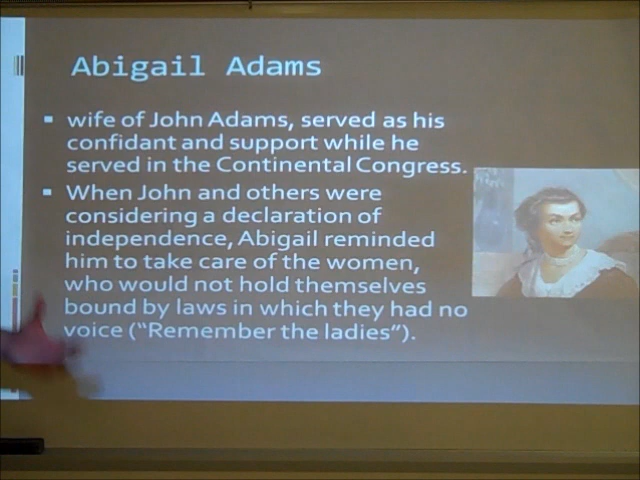 Abigail Adams
▪ wife of John Adams, served as his
confidant and support while he
served in the Continental Congress.
▪ When John and others were
considering a declaration of
independence, Abigail reminded
him to take care of the women,
who would not hold themselves
bound by laws in which they had no
voice (“Remember the ladies”).